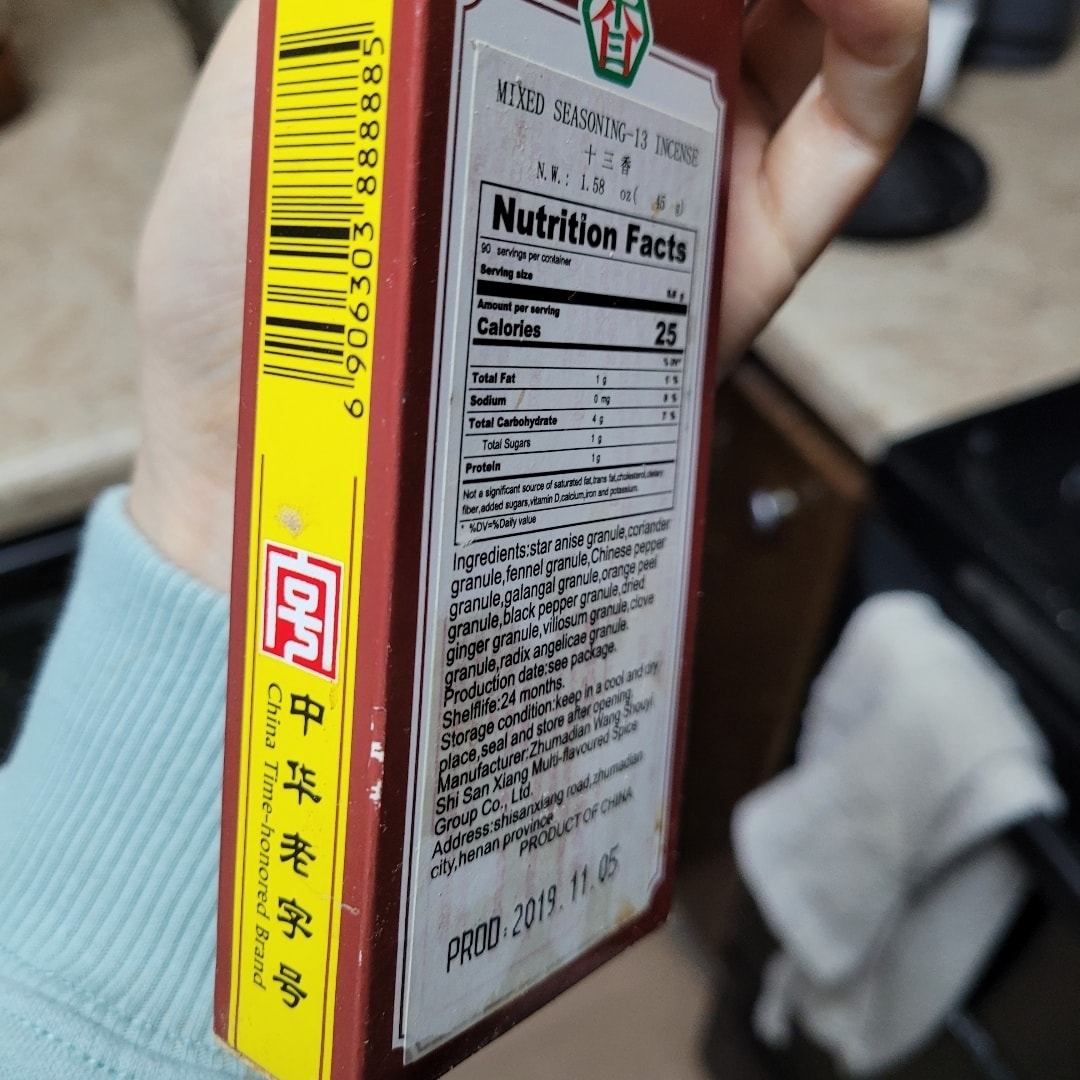 6 906303 888885
号
中华老字号
China Time-honored Brand
MIXED SEASONING-13 INCENSE
十三香
N.W.: 1.58 oz( 45 g)
Nutrition Facts
90 servings per container
Serving size
Amount per serving
Calories 25
% DV*
Total Fat 1 g
Sodium 0 mg
Total Carbohydrate 4 g
Total Sugars 1 g
Protein 1g
Not a significant source of saturated fat,trans fat,cholesterol,dietary
fiber,added sugars,vitamin D,calcium,iron and potassium.
* %DV=%Daily value
Ingredients:star anise granule,coriander
granule,fennel granule,Chinese pepper
granule,galangal granule,orange peel
granule,black pepper granule,dried
ginger granule,villosum granule,clove
granule,radix angelicae granule.
Production date:see package.
Shelflife:24 months.
Storage condition:keep in a cool and dry
place,seal and store after opening.
Manufacturer:Zhumadian Wang Shouyi
Shi San Xiang Multi-flavoured Spice
Group Co., Ltd.
Address:shisanxiang road,zhumadian
city,henan province
PRODUCT OF CHINA
PROD:2019.11.05